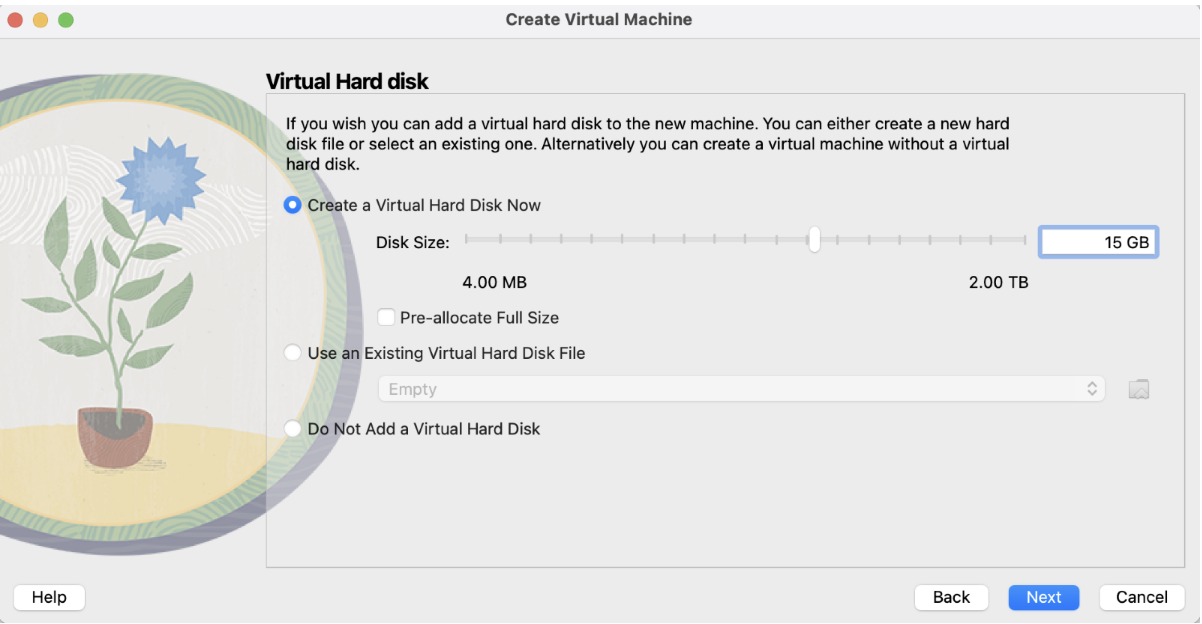 Create Virtual Machine
Virtual Hard disk
If you wish you can add a virtual hard disk to the new machine. You can either create a new hard
disk file or select an existing one. Alternatively you can create a virtual machine without a virtual
hard disk.
Create a Virtual Hard Disk Now
Disk Size:
15 GB
4.00 MB
2.00 TB
Pre-allocate Full Size
Use an Existing Virtual Hard Disk File
Empty
Do Not Add a Virtual Hard Disk
Help
Back
Next
Cancel